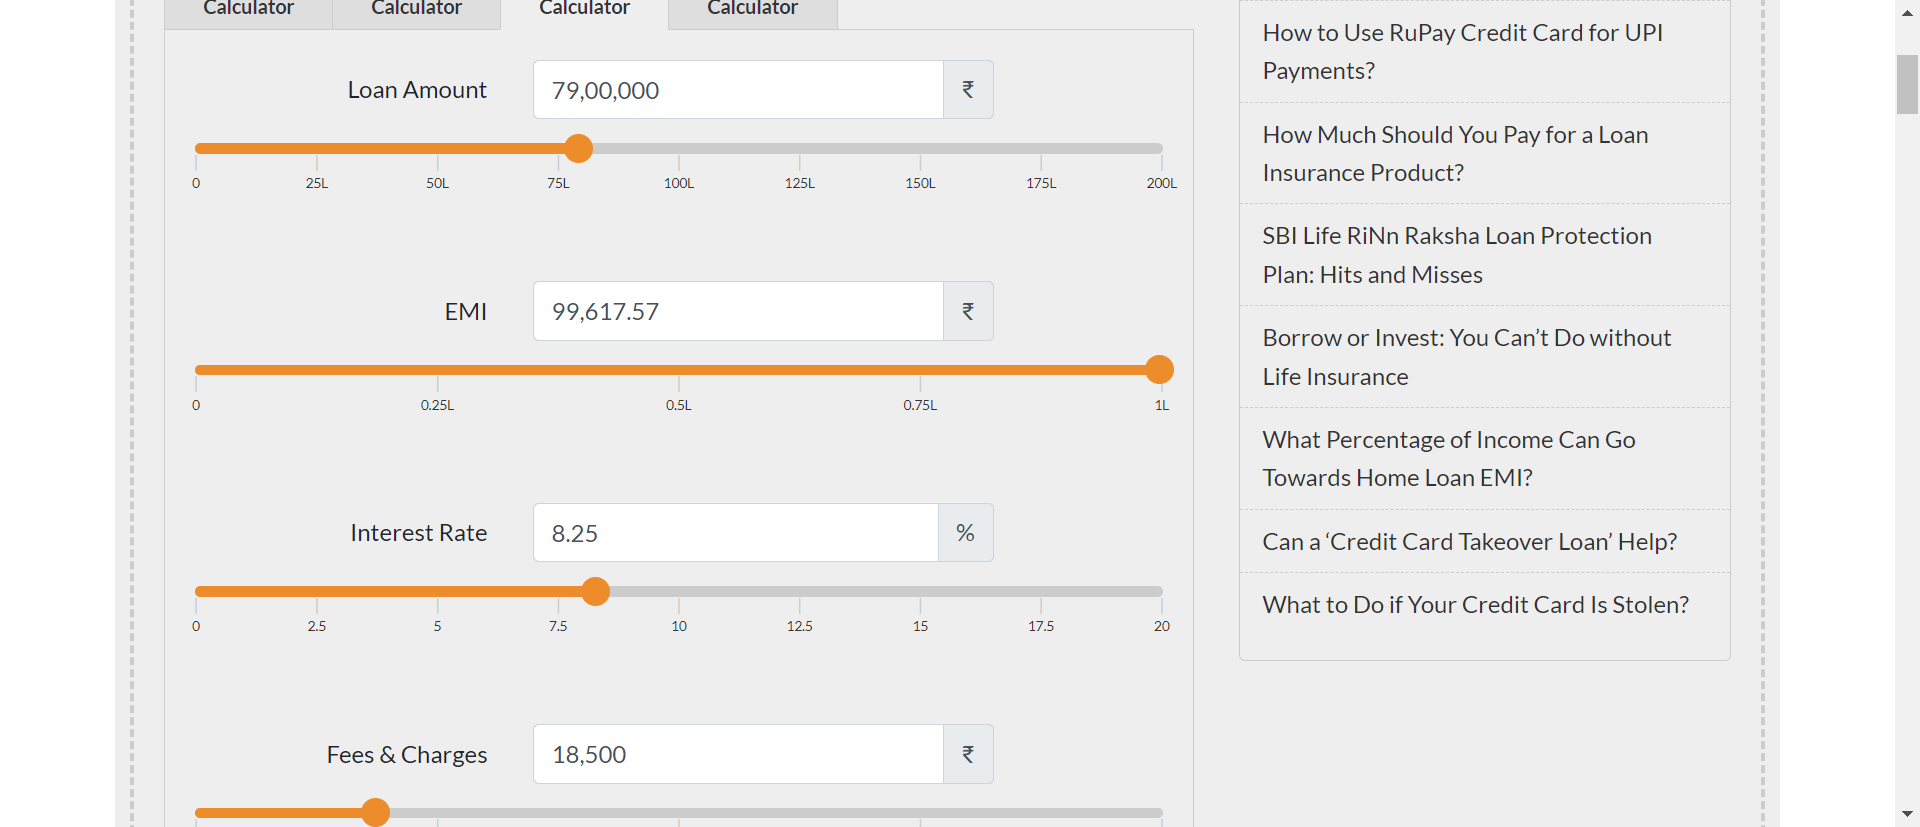 Calculator
Calculator
Calculator
Calculator
Loan Amount
79,00,000
₹
0
25L
50L
75L
100L
125L
150L
175L
200L
EMI
99,617.57
₹
0
0.25L
0.5L
0.75L
1L
Interest Rate
8.25
%
0
2.5
5
7.5
10
12.5
15
17.5
20
Fees & Charges
18,500
₹
How to Use RuPay Credit Card for UPI
Payments?
How Much Should You Pay for a Loan
Insurance Product?
SBI Life RiNn Raksha Loan Protection
Plan: Hits and Misses
Borrow or Invest: You Can’t Do without
Life Insurance
What Percentage of Income Can Go
Towards Home Loan EMI?
Can a ‘Credit Card Takeover Loan’ Help?
What to Do if Your Credit Card Is Stolen?